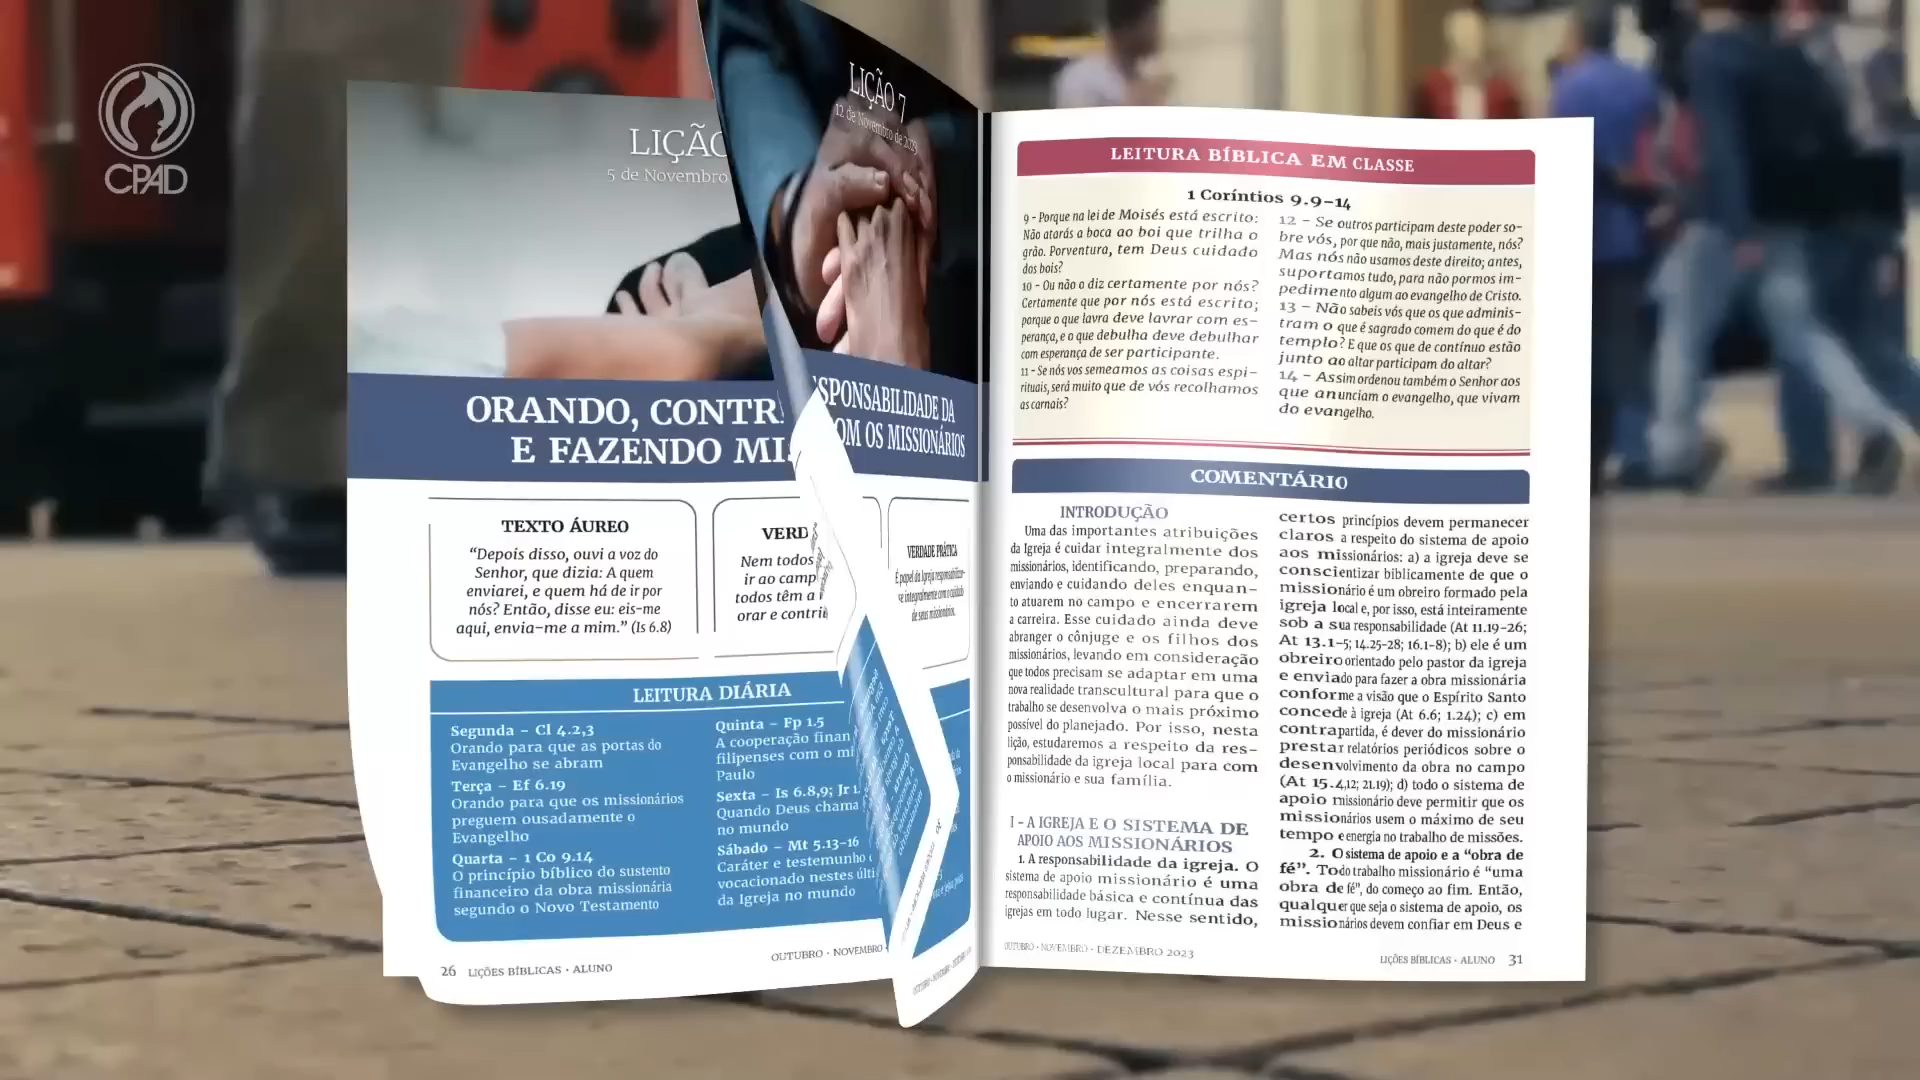 CPAD
LIÇÃO
5 de Novembro
ORANDO, CONTR
E FAZENDO MI
TEXTO ÁUREO
“Depois disso, ouvi a voz do
Senhor, que dizia: A quem
enviarei, e quem há de ir por
nós? Então, disse eu: eis-me
aqui, envia-me a mim.” (Is 6.8)
VERD
Nem todos
ir ao camp
todos têm a
orar e contri
LEITURA DIÁRIA
Segunda – Cl 4.2,3
Orando para que as portas do
Evangelho se abram
Terça – Ef 6.19
Orando para que os missionários
preguem ousadamente o
Evangelho
Quarta – 1 Co 9.14
O princípio bíblico do sustento
financeiro da obra missionária
segundo o Novo Testamento
Quinta – Fp 1.5
A cooperação finan
filipenses com o mi
Paulo
Sexta – Is 6.8,9; Jr 1.
Quando Deus chama
no mundo
Sábado – Mt 5.13-16
Caráter e testemunho
vocacionado nestes últi
da Igreja no mundo
26 LIÇÕES BÍBLICAS · ALUNO
OUTUBRO · NOVEMBRO
LIÇÃO 7
12 de Novembro de 2023
SPONSABILIDADE DA
OM OS MISSIONÁRIOS
VERDADE PRÁTICA
É papel da Igreja responsabilizar-
se integralmente com o cuidado
de seus missionários.
LEITURA BÍBLICA EM CLASSE
1 Coríntios 9.9-14
9 - Porque na lei de Moisés está escrito:
Não atarás a boca ao boi que trilha o
grão. Porventura, tem Deus cuidado
dos bois?
10 - Ou não o diz certamente por nós?
Certamente que por nós está escrito;
porque o que lavra deve lavrar com es-
perança, e o que debulha deve debulhar
com esperança de ser participante.
11 - Se nós vos semeamos as coisas espi-
rituais, será muito que de vós recolhamos
as carnais?
12 - Se outros participam deste poder so-
bre vós, por que não, mais justamente, nós?
Mas nós não usamos deste direito; antes,
suportamos tudo, para não pormos im-
pedimento algum ao evangelho de Cristo.
13 - Não sabeis vós que os que adminis-
tram o que é sagrado comem do que é do
templo? E que os que de contínuo estão
junto ao altar participam do altar?
14 - Assim ordenou também o Senhor aos
que anunciam o evangelho, que vivam
do evangelho.
COMENTÁRIO
INTRODUÇÃO
Uma das importantes atribuições
da Igreja é cuidar integralmente dos
missionários, identificando, preparando,
enviando e cuidando deles enquan-
to atuarem no campo e encerrarem
a carreira. Esse cuidado ainda deve
abranger o cônjuge e os filhos dos
missionários, levando em consideração
que todos precisam se adaptar em uma
nova realidade transcultural para que o
trabalho se desenvolva o mais próximo
possível do planejado. Por isso, nesta
lição, estudaremos a respeito da res-
ponsabilidade da igreja local para com
o missionário e sua família.
I – A IGREJA E O SISTEMA DE
APOIO AOS MISSIONÁRIOS
1. A responsabilidade da igreja. O
sistema de apoio missionário é uma
responsabilidade básica e contínua das
igrejas em todo lugar. Nesse sentido,
certos princípios devem permanecer
claros a respeito do sistema de apoio
aos missionários: a) a igreja deve se
conscientizar biblicamente de que o
missionário é um obreiro formado pela
igreja local e, por isso, está inteiramente
sob a sua responsabilidade (At 11.19-26;
At 13.1-5; 14.25-28; 16.1-8); b) ele é um
obreiro orientado pelo pastor da igreja
e enviado para fazer a obra missionária
conforme a visão que o Espírito Santo
concede à igreja (At 6.6; 1.24); c) em
contrapartida, é dever do missionário
prestar relatórios periódicos sobre o
desenvolvimento da obra no campo
(At 15.4,12; 21.19); d) todo o sistema de
apoio missionário deve permitir que os
missionários usem o máximo de seu
tempo e energia no trabalho de missões.
2. O sistema de apoio e a “obra de
fé”. Todo trabalho missionário é “uma
obra de fé”, do começo ao fim. Então,
qualquer que seja o sistema de apoio, os
missionários devem confiar em Deus e
OUTUBRO · NOVEMBRO · DEZEMBRO 2023
LIÇÕES BÍBLICAS · ALUNO 31